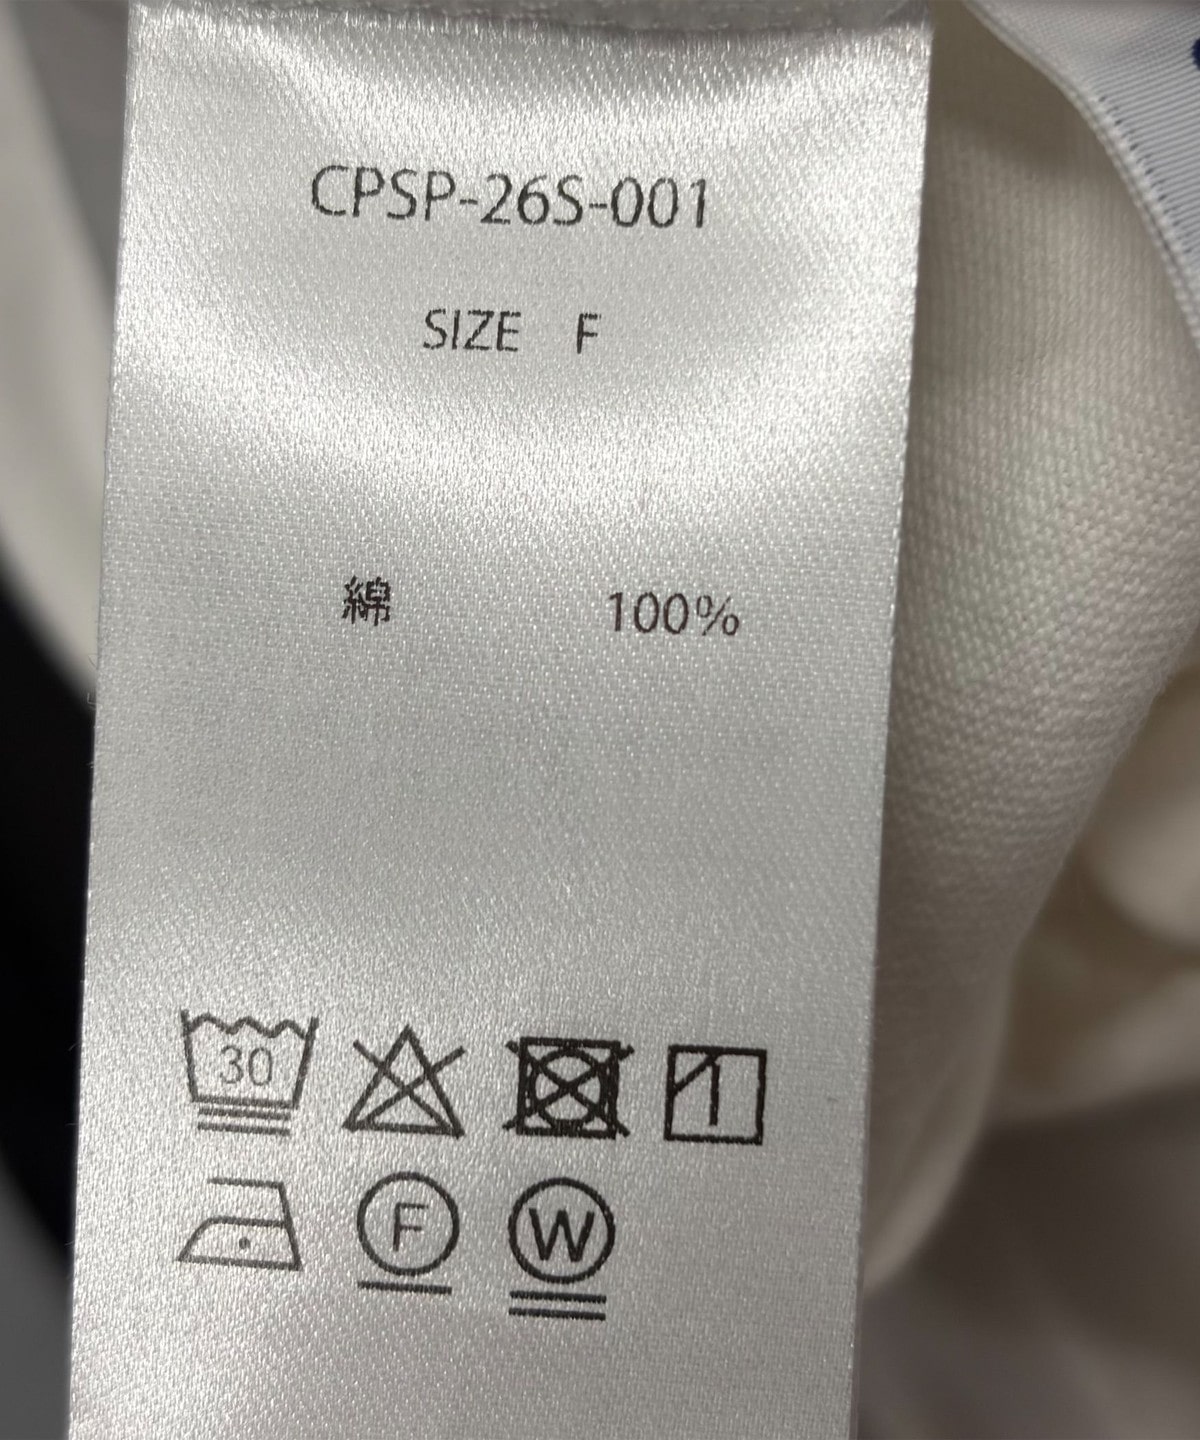 CPSP-26S-001
SIZE F
綿 100%
30
F W